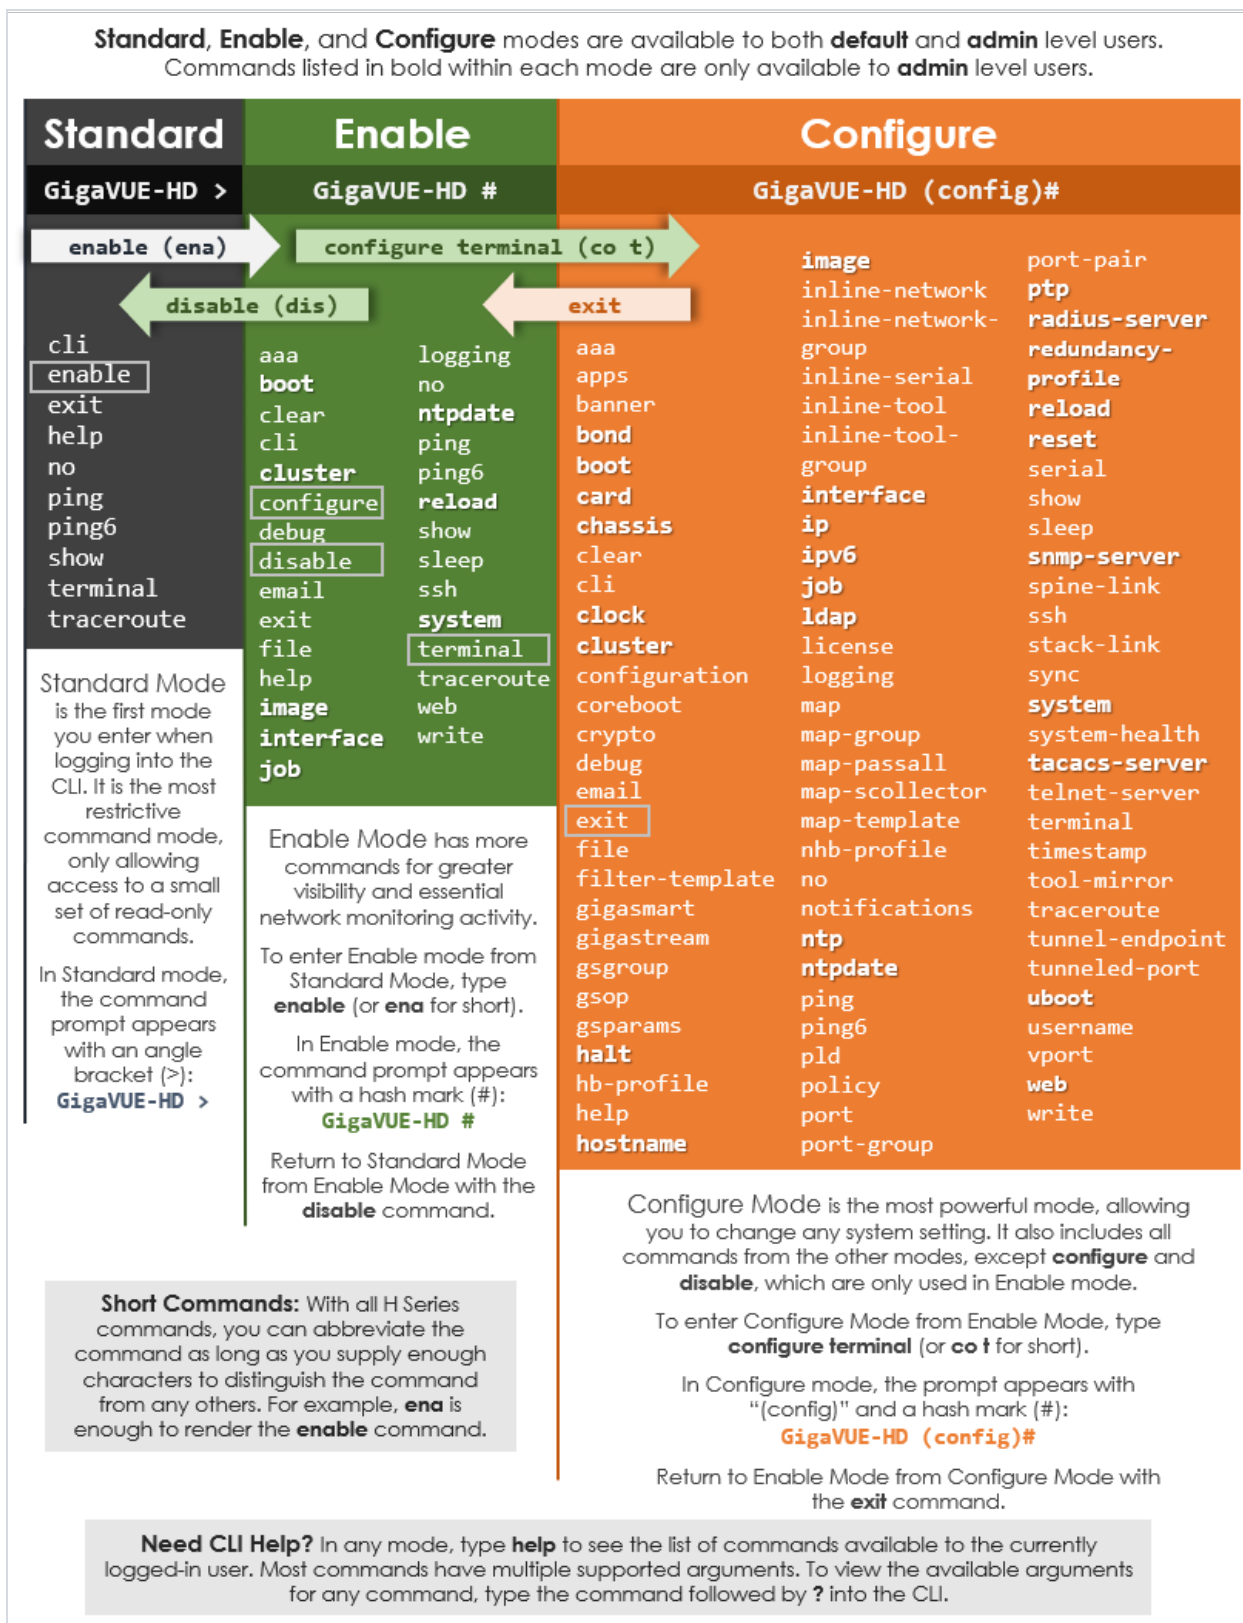 Standard, Enable, and Configure modes are available to both default and admin level users.
Commands listed in bold within each mode are only available to admin level users.
Standard
GigaVUE-HD >
enable (ena)
cli
enable
exit
help
no
ping
ping6
show
terminal
traceroute
Standard Mode
is the first mode
you enter when
logging into the
CLI. It is the most
restrictive
command mode,
only allowing
access to a small
set of read-only
commands.
In Standard mode,
the command
prompt appears
with an angle
bracket (>):
GigaVUE-HD >
Enable
GigaVUE-HD #
configure terminal (co t)
disable (dis)
aaa
boot
clear
cli
cluster
configure
debug
disable
email
exit
file
help
image
interface
job
logging
no
ntpdate
ping
ping6
reload
show
sleep
ssh
system
terminal
traceroute
web
write
Enable Mode has more
commands for greater
visibility and essential
network monitoring activity.
To enter Enable mode from
Standard Mode, type
enable (or ena for short).
In Enable mode, the
command prompt appears
with a hash mark (#):
GigaVUE-HD #
Return to Standard Mode
from Enable Mode with the
disable command.
Configure
GigaVUE-HD (config)#
exit
aaa
apps
banner
bond
boot
card
chassis
clear
cli
clock
cluster
configuration
coreboot
crypto
debug
email
exit
file
filter-template
gigasmart
gigastream
gsgroup
gsop
gsparams
halt
hb-profile
help
hostname
image
inline-network
inline-network-
group
inline-serial
inline-tool
inline-tool-
group
interface
ip
ipv6
job
ldap
license
logging
map
map-group
map-passall
map-scollector
map-template
nhb-profile
no
notifications
ntp
ntpdate
ping
ping6
pld
policy
port
port-group
port-pair
ptp
radius-server
redundancy-
profile
reload
reset
serial
show
sleep
snmp-server
spine-link
ssh
stack-link
sync
system
system-health
tacacs-server
telnet-server
terminal
timestamp
tool-mirror
traceroute
tunnel-endpoint
tunneled-port
uboot
username
vport
web
write
Configure Mode is the most powerful mode, allowing
you to change any system setting. It also includes all
commands from the other modes, except configure and
disable, which are only used in Enable mode.
To enter Configure Mode from Enable Mode, type
configure terminal (or co t for short).
In Configure mode, the prompt appears with
“(config)” and a hash mark (#):
GigaVUE-HD (config)#
Return to Enable Mode from Configure Mode with
the exit command.
Short Commands: With all H Series
commands, you can abbreviate the
command as long as you supply enough
characters to distinguish the command
from any others. For example, ena is
enough to render the enable command.
Need CLI Help? In any mode, type help to see the list of commands available to the currently
logged-in user. Most commands have multiple supported arguments. To view the available arguments
for any command, type the command followed by ? into the CLI.